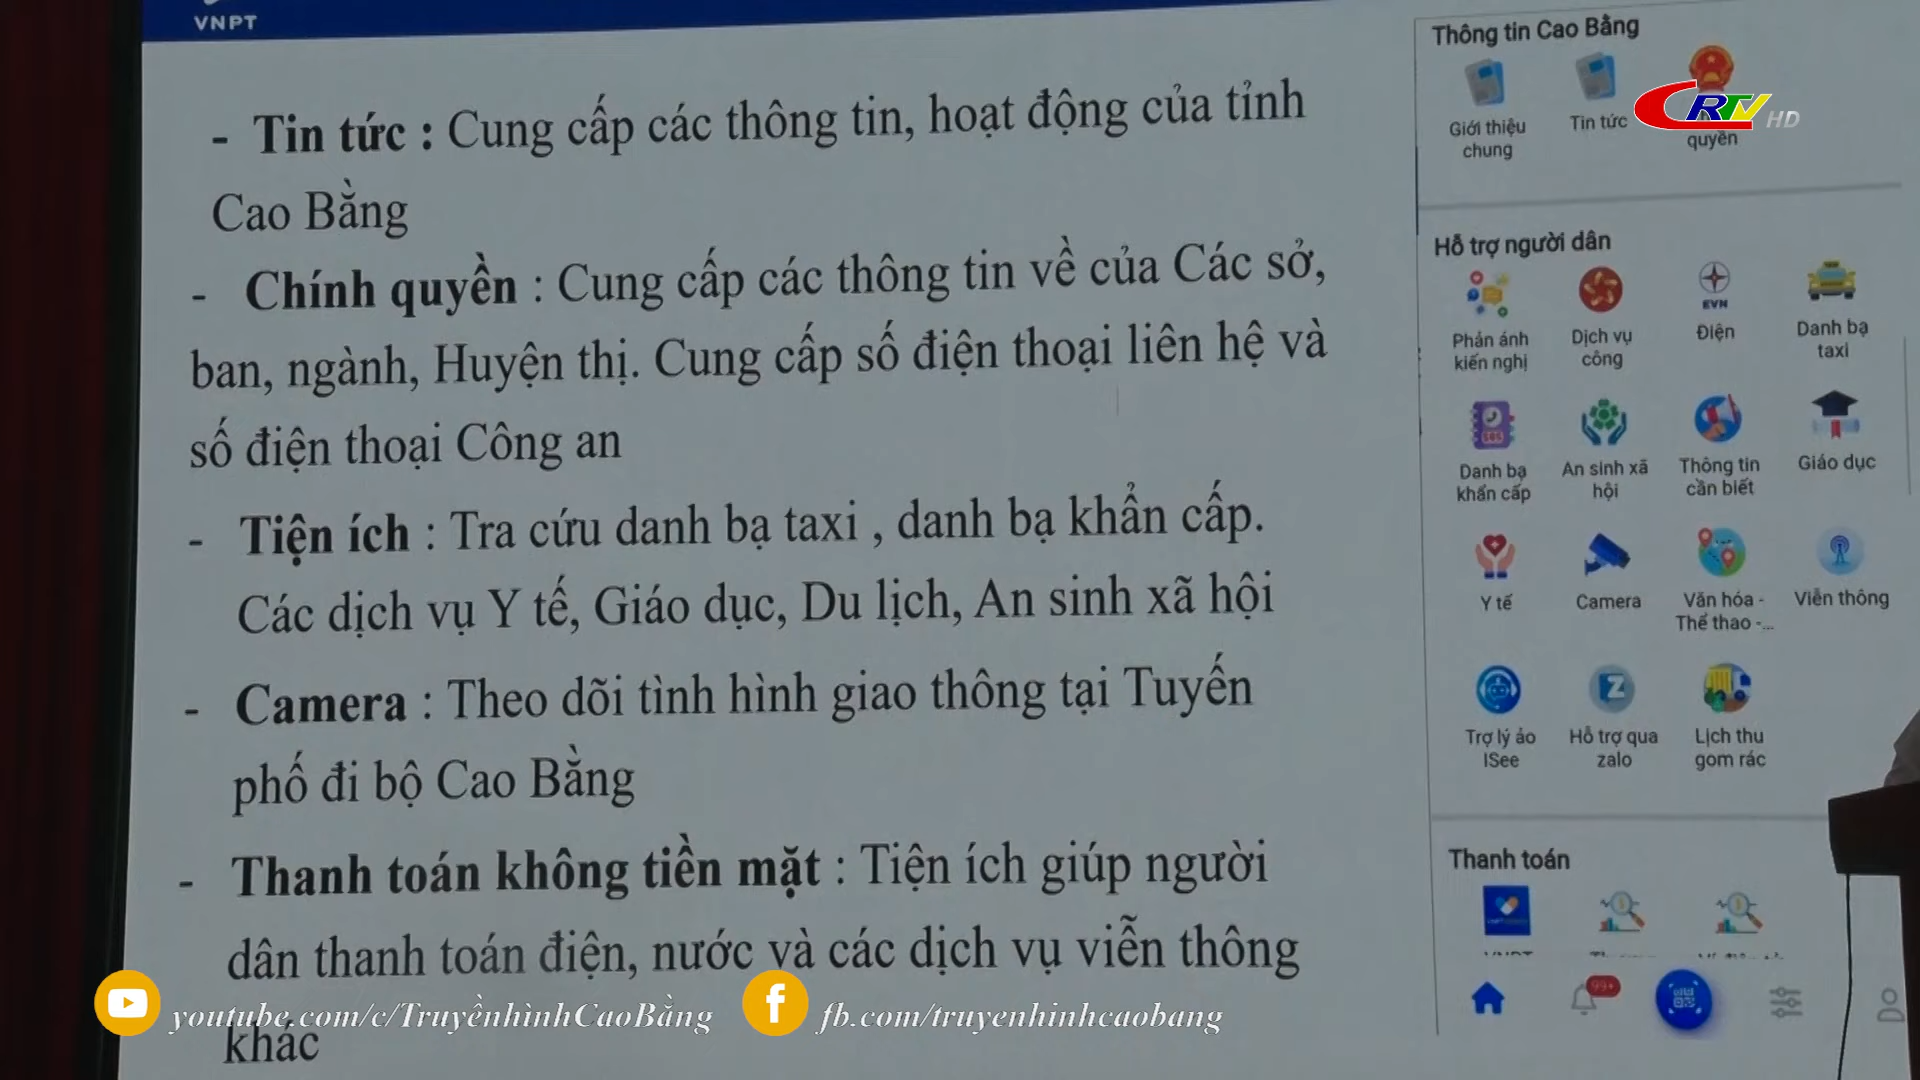 VNPT
- Tin tức : Cung cấp các thông tin, hoạt động của tỉnh
Cao Bằng
- Chính quyền : Cung cấp các thông tin về của Các sở,
ban, ngành, Huyện thị. Cung cấp số điện thoại liên hệ và
số điện thoại Công an
- Tiện ích : Tra cứu danh bạ taxi , danh bạ khẩn cấp.
Các dịch vụ Y tế, Giáo dục, Du lịch, An sinh xã hội
- Camera : Theo dõi tình hình giao thông tại Tuyến
phố đi bộ Cao Bằng
- Thanh toán không tiền mặt : Tiện ích giúp người
dân thanh toán điện, nước và các dịch vụ viễn thông
khác
Thông tin Cao Bằng
Giới thiệu
chung
Tin tức
quyền
CRTV HD
Hỗ trợ người dân
Phản ánh
kiến nghị
Dịch vụ
công
EVN
Điện
Danh bạ
taxi
SOS
Danh bạ
khẩn cấp
An sinh xã
hội
Thông tin
cần biết
Giáo dục
Y tế
Camera
Văn hóa -
Thể thao -...
Viễn thông
Trợ lý ảo
ISee
Z
Hỗ trợ qua
zalo
Lịch thu
gom rác
Thanh toán
99+
youtube.com/c/TruyềnhìnhCaoBằng
fb.com/truyenhinhcaobang